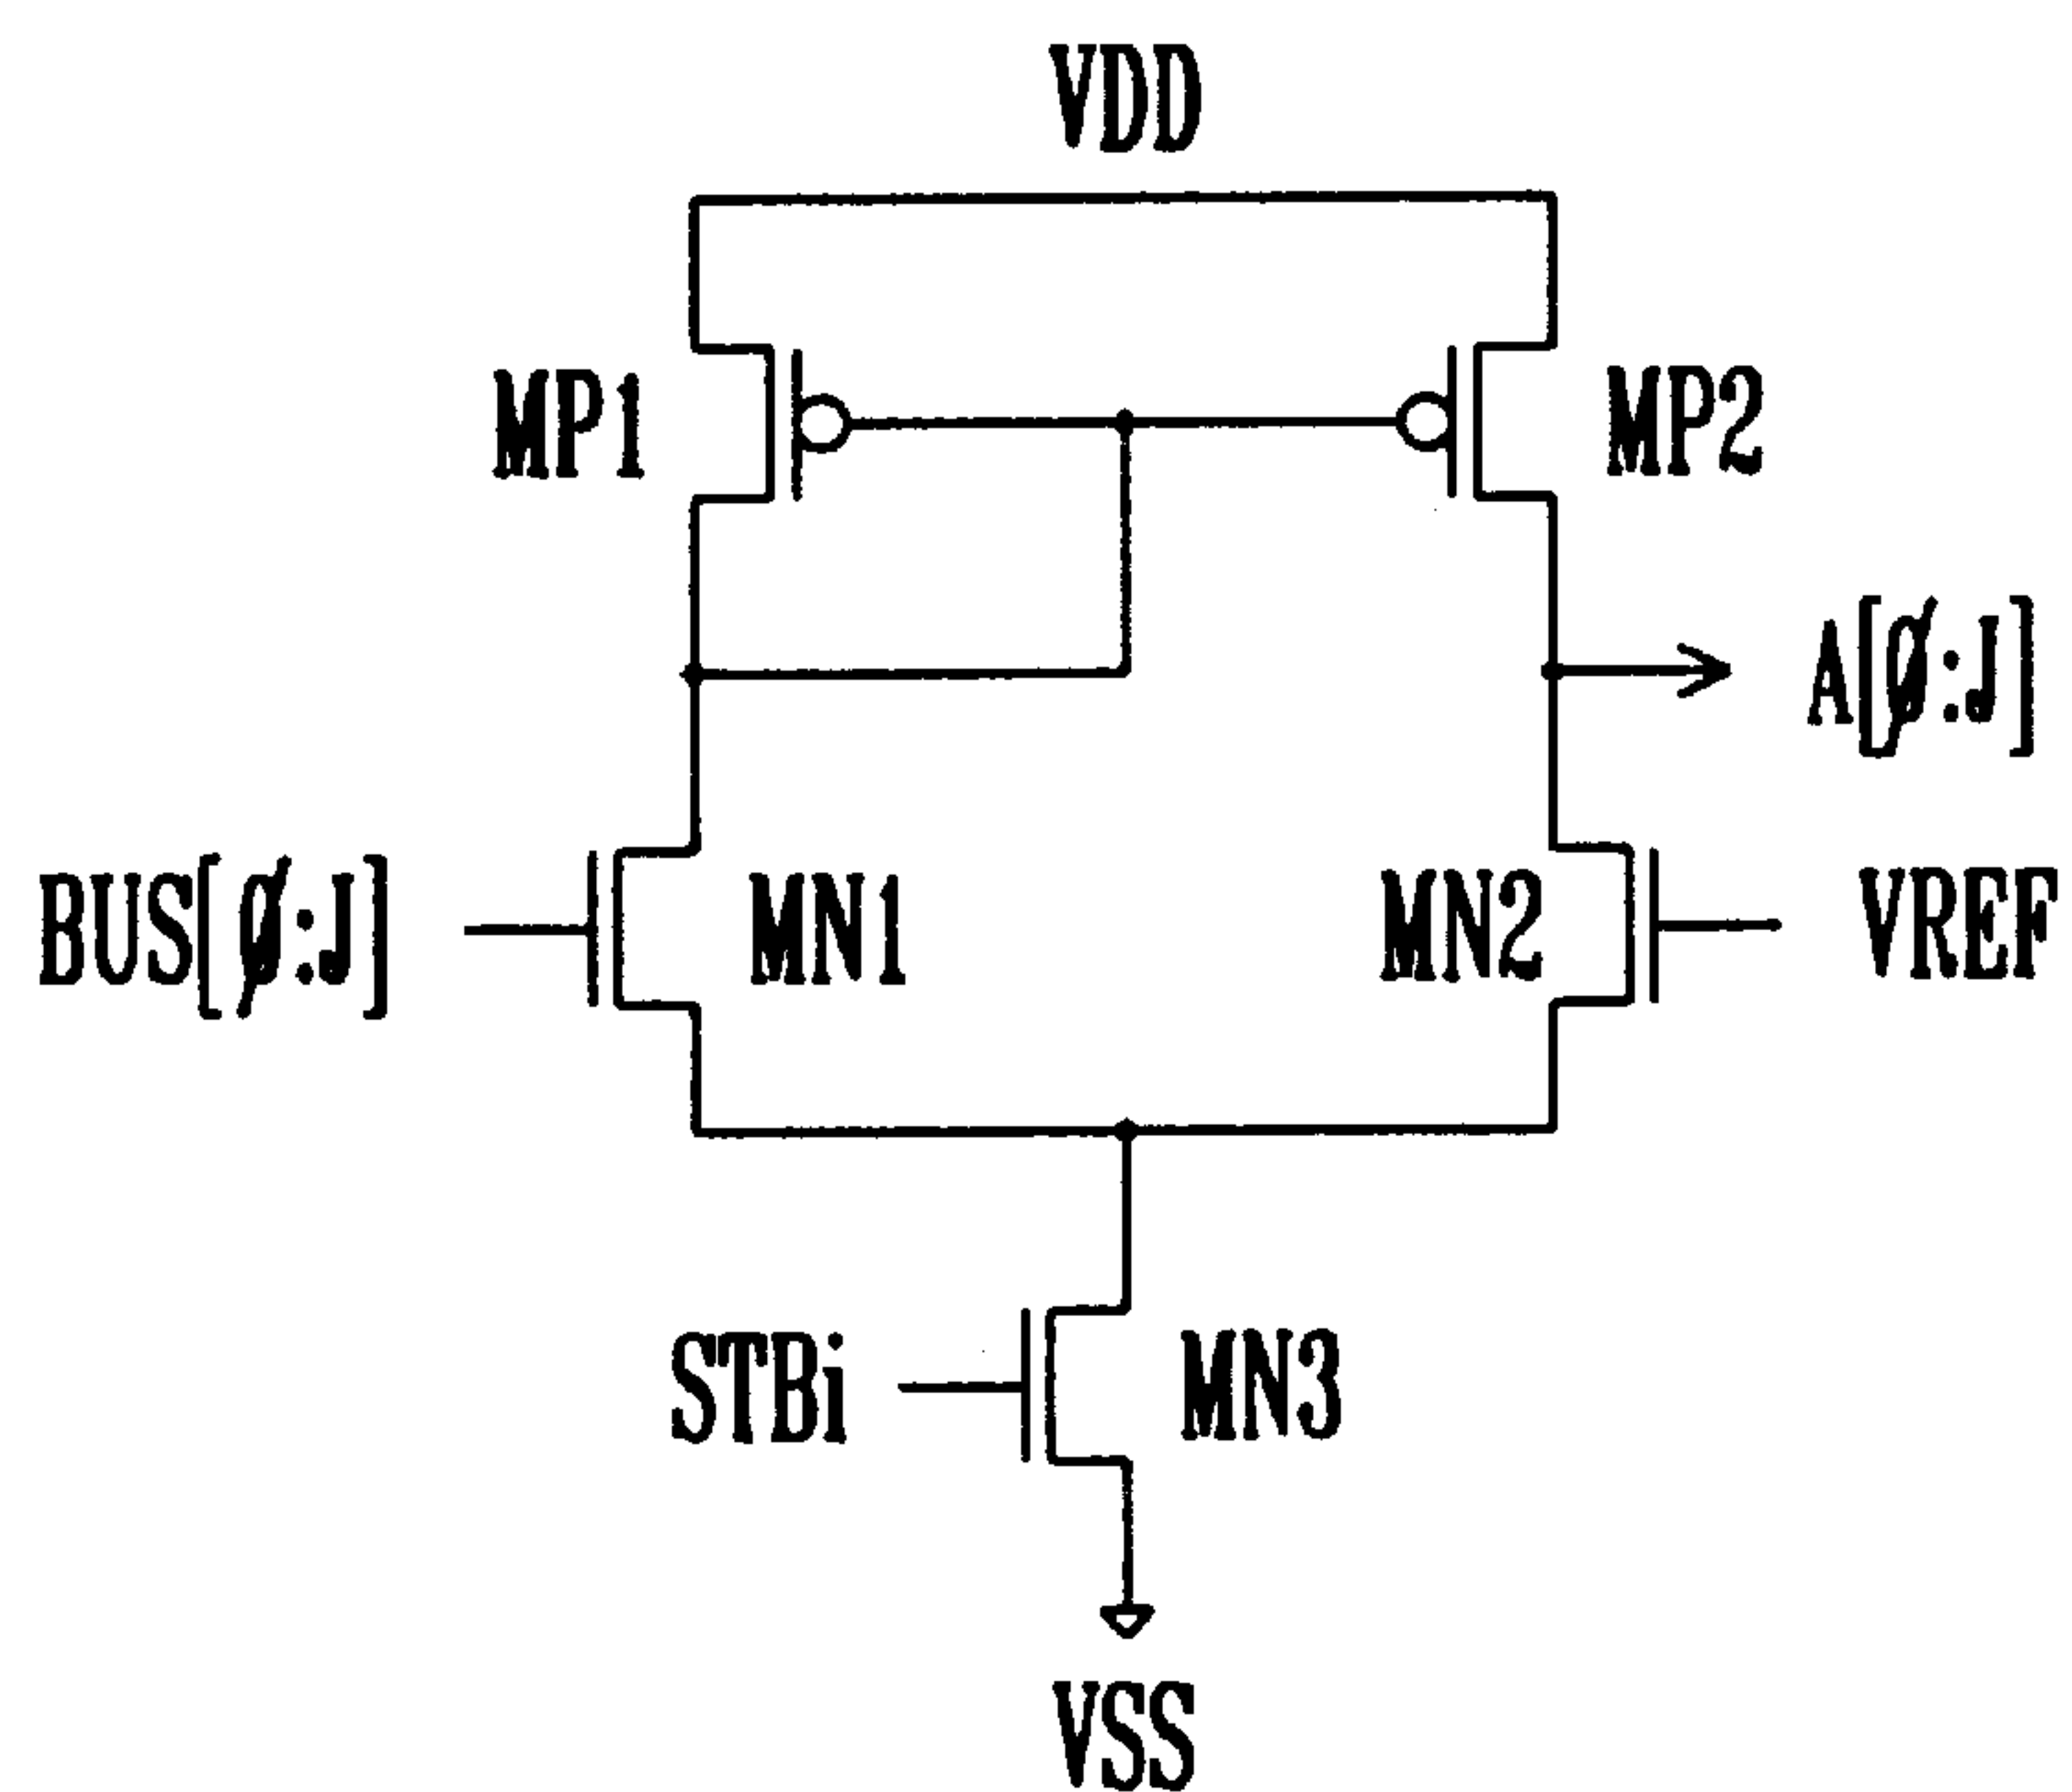 VDD
MP1
MP2
A[Ø:J]
BUS[Ø:J]
MN1
MN2
VREF
STBi
MN3
VSS